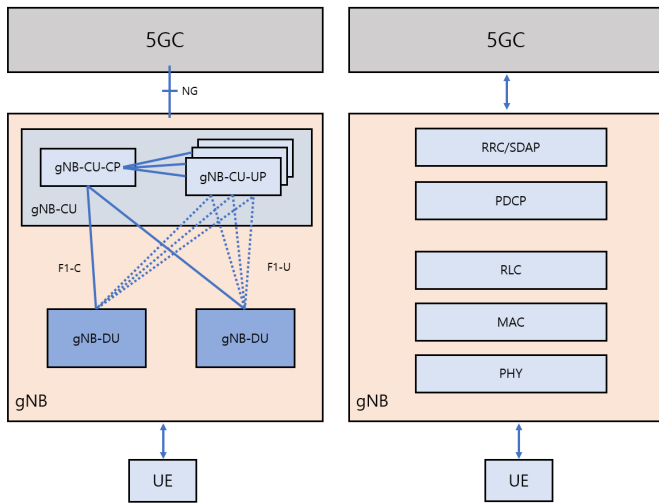 5GC
NG
gNB-CU-CP
gNB-CU-UP
gNB-CU
F1-C
F1-U
gNB-DU
gNB-DU
gNB
UE
5GC
RRC/SDAP
PDCP
RLC
MAC
PHY
gNB
UE